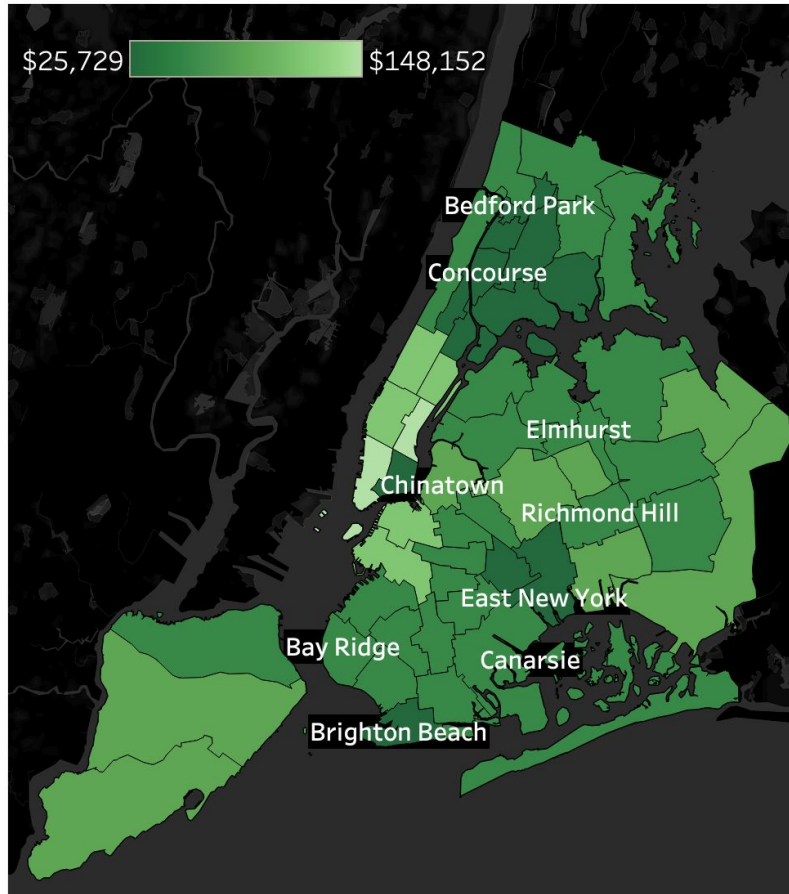 $25,729 $148,152
Bedford Park
Concourse
Elmhurst
Chinatown
Richmond Hill
East New York
Bay Ridge
Canarsie
Brighton Beach